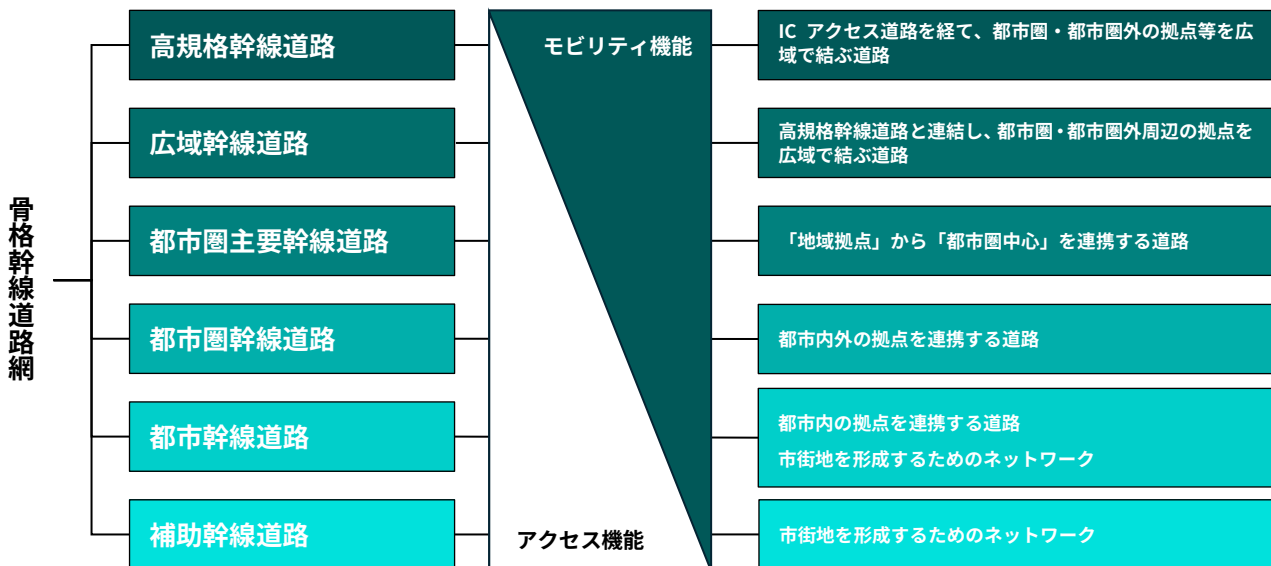 骨格幹線道路網
高規格幹線道路
モビリティ機能
IC アクセス道路を経て、都市圏・都市圏外の拠点等を広
域で結ぶ道路
広域幹線道路
高規格幹線道路と連結し、都市圏・都市圏外周辺の拠点を
広域で結ぶ道路
都市圏主要幹線道路
「地域拠点」から「都市圏中心」を連携する道路
都市圏幹線道路
都市内外の拠点を連携する道路
都市幹線道路
都市内の拠点を連携する道路
市街地を形成するためのネットワーク
補助幹線道路
アクセス機能
市街地を形成するためのネットワーク